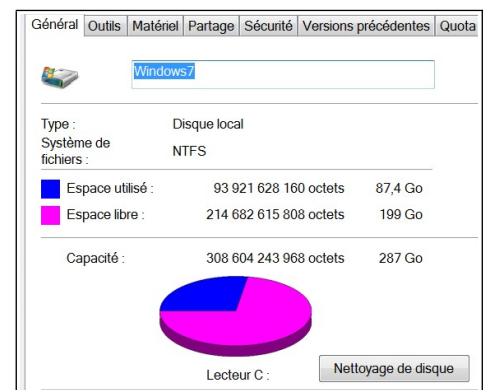 Général Outils Matériel Partage Sécurité Versions précédentes Quota
Windows7
Type : Disque local
Système de fichiers : NTFS
Espace utilisé : 93 921 628 160 octets 87,4 Go
Espace libre : 214 682 615 808 octets 199 Go
Capacité : 308 604 243 968 octets 287 Go
Lecteur C :
Nettoyage de disque